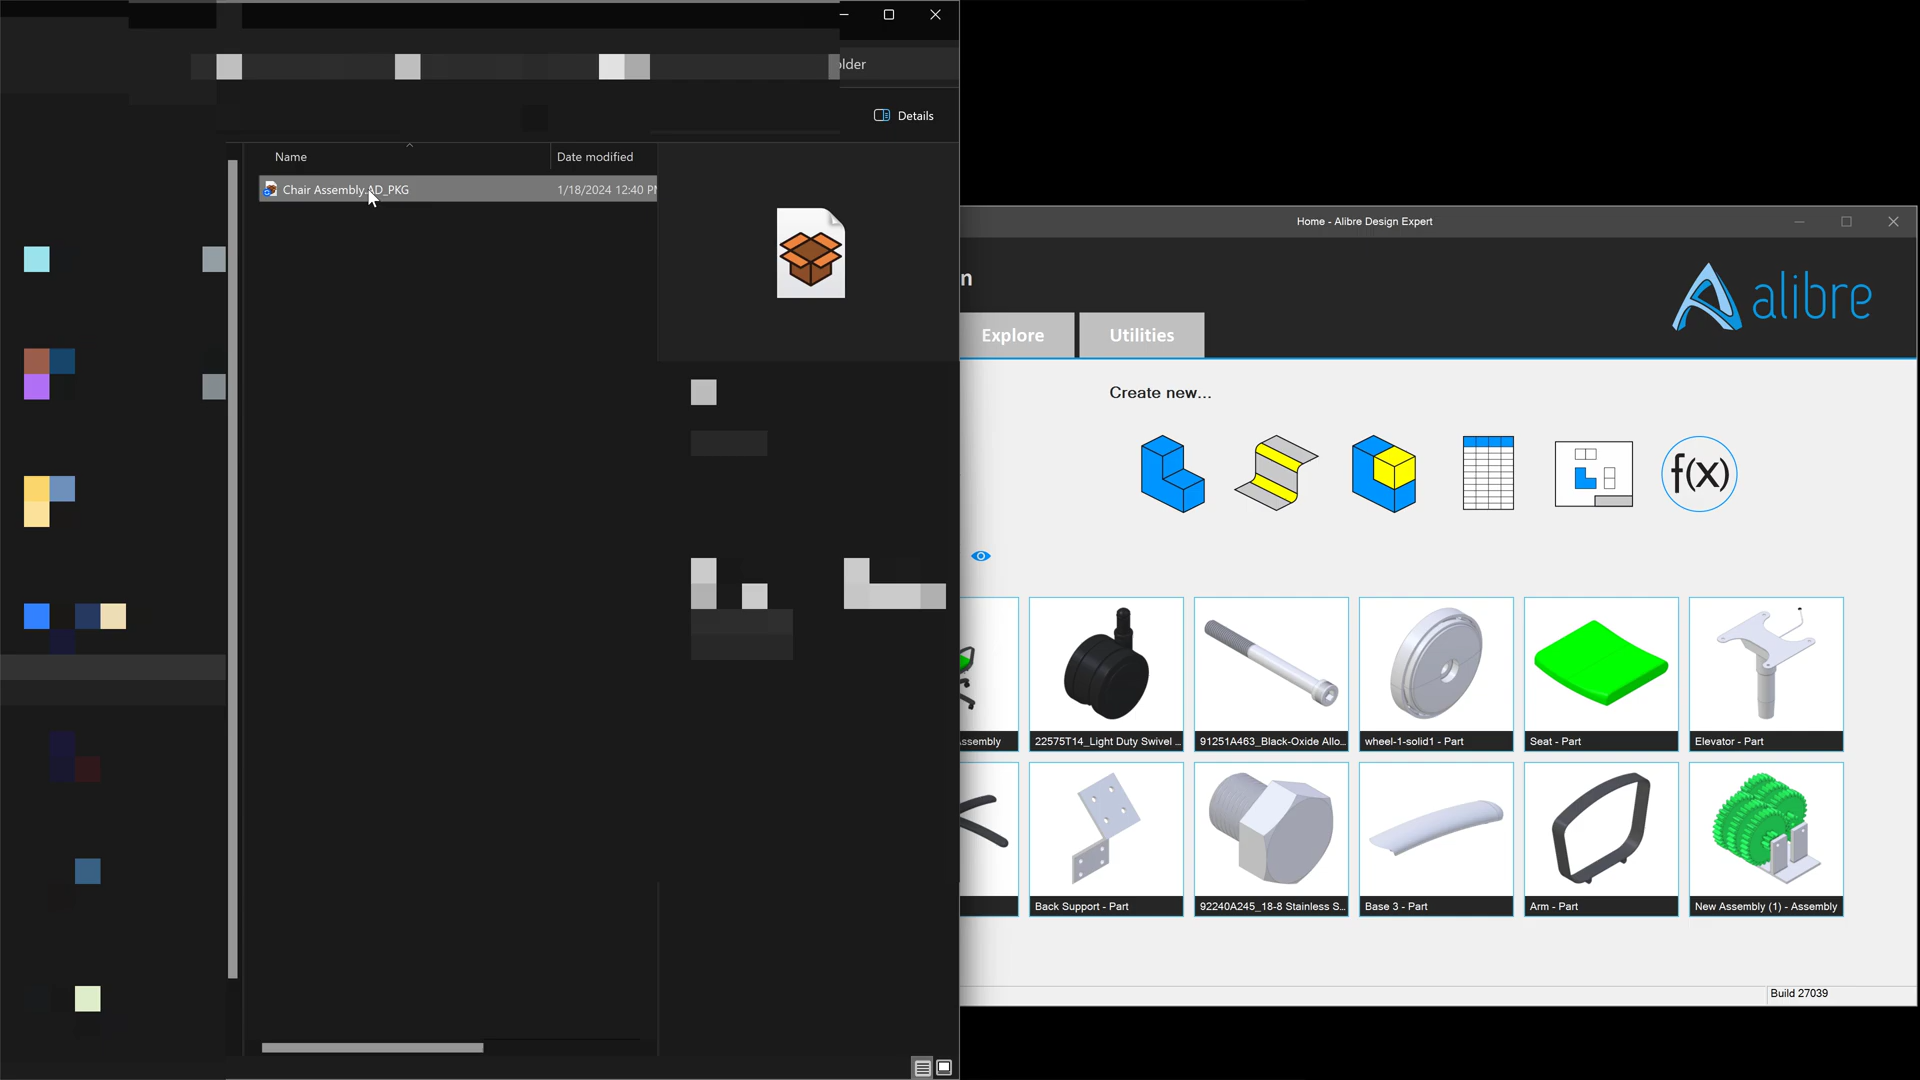 older
Details
Name
Date modified
Chair Assembly.AD_PKG
1/18/2024 12:40 PM
Home - Alibre Design Expert
n
alibre
Explore
Utilities
Create new...
f(x)
ssembly
22575T14_Light Duty Swivel ...
91251A463_Black-Oxide Allo...
wheel-1-solid1 - Part
Seat - Part
Elevator - Part
Back Support - Part
92240A245_18-8 Stainless S...
Base 3 - Part
Arm - Part
New Assembly (1) - Assembly
Build 27039